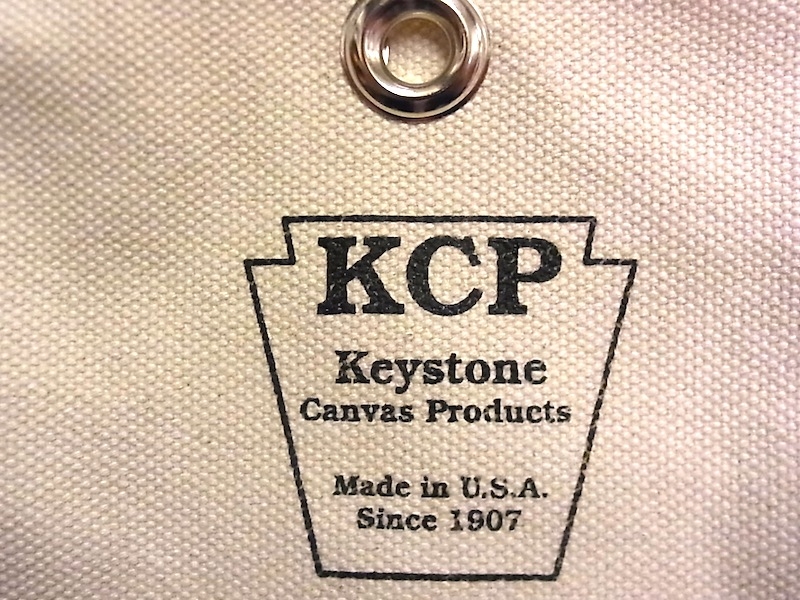 KCP
Keystone
Canvas Products
Made in U.S.A.
Since 1907